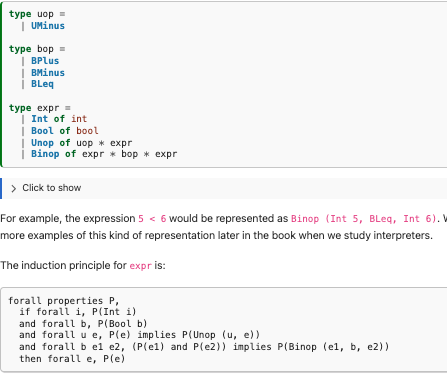 type uop =
  | UMinus

type bop =
  | BPlus
  | BMinus
  | BLeq

type expr =
  | Int of int
  | Bool of bool
  | Unop of uop * expr
  | Binop of expr * bop * expr
> Click to show
For example, the expression 5 < 6 would be represented as Binop (Int 5, BLeq, Int 6).
more examples of this kind of representation later in the book when we study interpreters.
The induction principle for expr is:
forall properties P,
  if forall i, P(Int i)
  and forall b, P(Bool b)
  and forall u e, P(e) implies P(Unop (u, e))
  and forall b e1 e2, (P(e1) and P(e2)) implies P(Binop (e1, b, e2))
  then forall e, P(e)